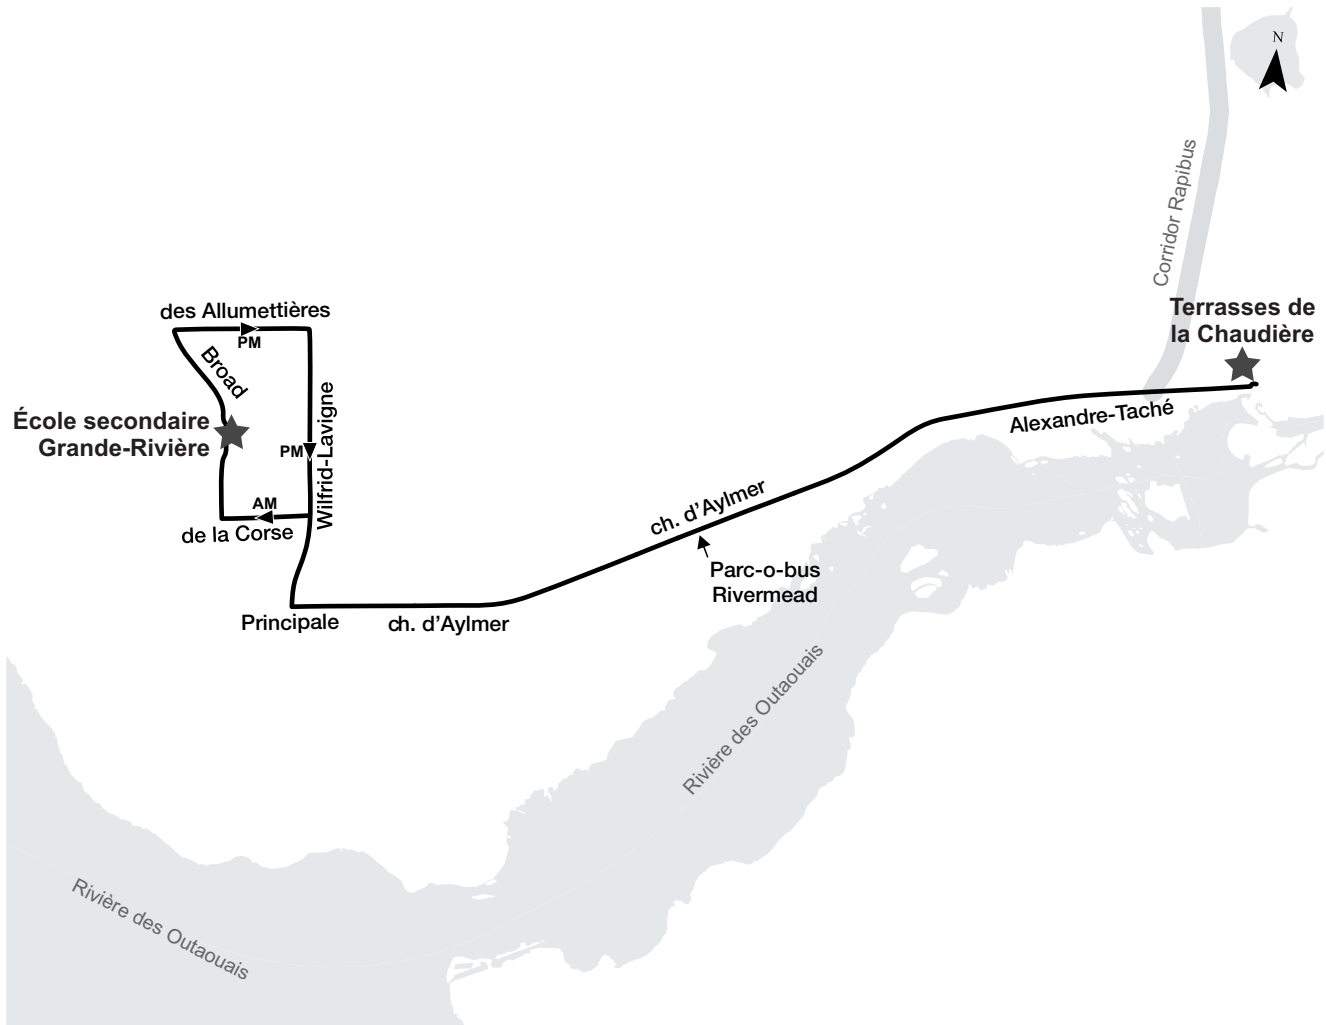 N
Corridor Rapibus
Terrasses de
la Chaudière
des Allumettières
PM
Broad
Wilfrid-Lavigne
École secondaire
Grande-Rivière
PM
AM
de la Corse
Alexandre-Taché
ch. d'Aylmer
Parc-o-bus
Rivermead
Principale
ch. d'Aylmer
Rivière des Outaouais
Rivière des Outaouais